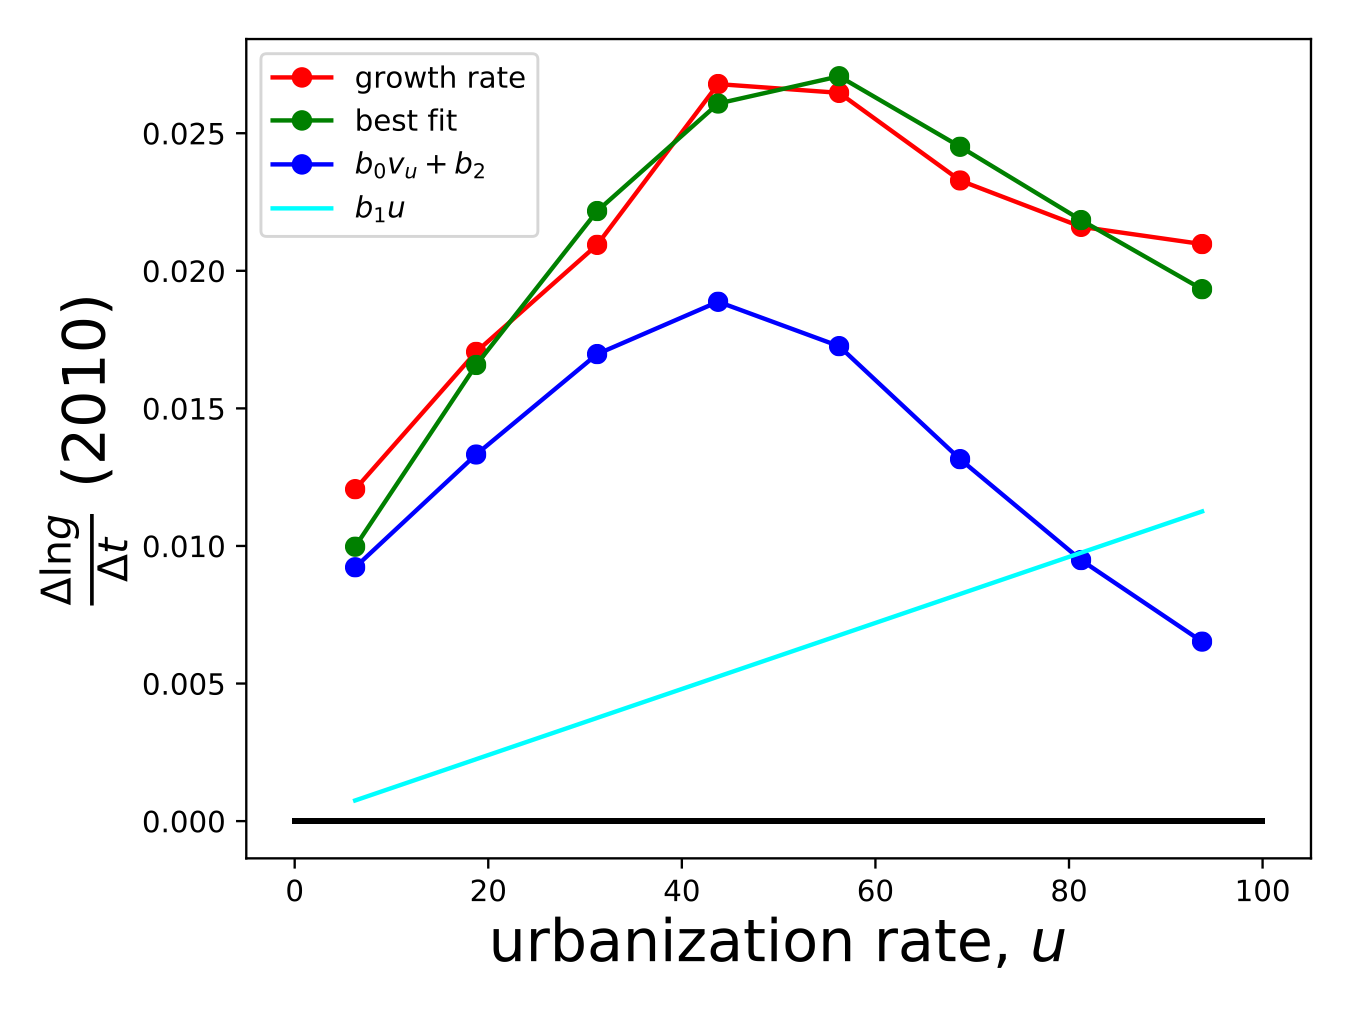 growth rate
best fit
b₀vᵤ + b₂
b₁u
0.025
0.020
0.015
0.010
0.005
0.000
Δlng/Δt (2010)
0 20 40 60 80 100
urbanization rate, u